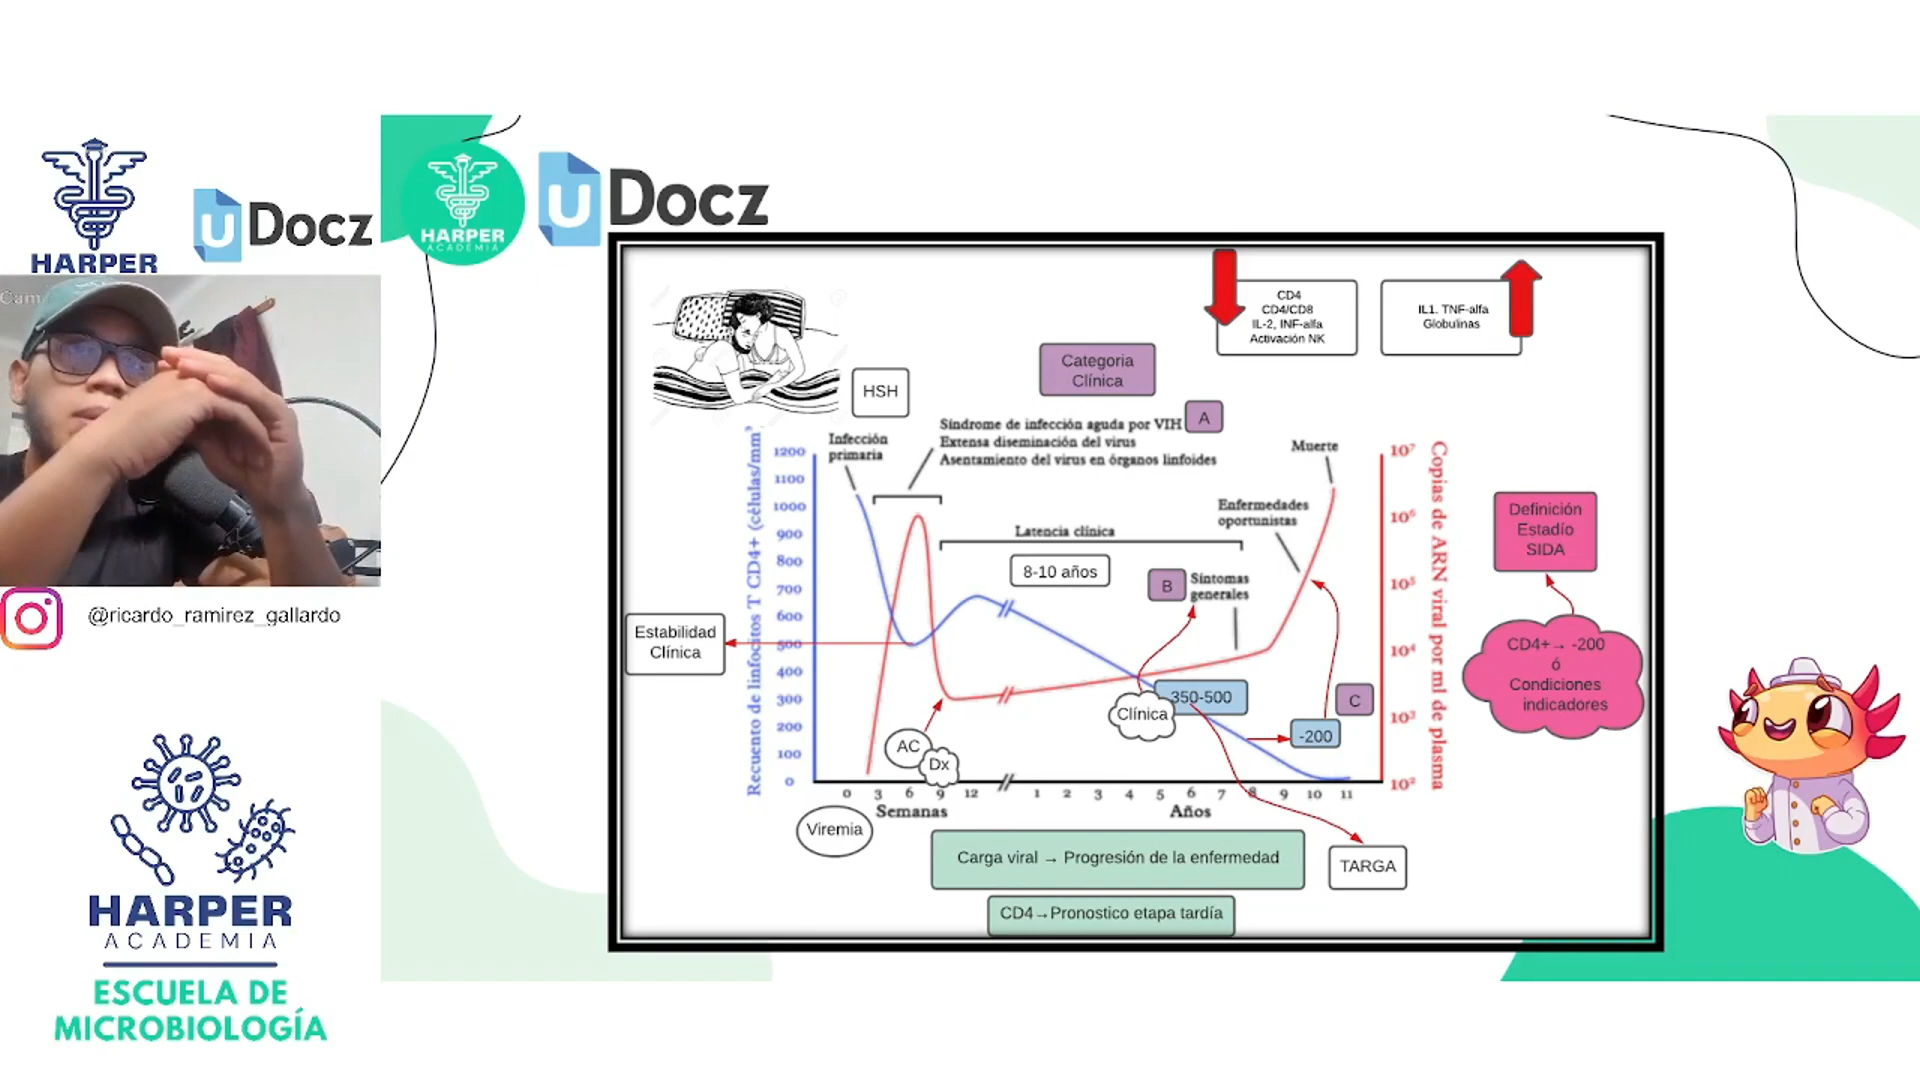 HARPER
UDocz
HARPER
ACADEMIA
UDocz
Cam
@ricardo_ramirez_gallardo
HARPER
ACADEMIA
ESCUELA DE
MICROBIOLOGÍA
CD4
CD4/CD8
IL-2, INF-alfa
Activación NK
IL1. TNF-alfa
Globulinas
Categoria
Clínica
HSH
A
Síndrome de infección aguda por VIH
Extensa diseminación del virus
Asentamiento del virus en órganos linfoides
Infección
primaria
Muerte
Enfermedades
oportunistas
Latencia clínica
8-10 años
B
Síntomas
generales
Definición
Estadío
SIDA
CD4+→ -200
ó
Condiciones
indicadores
Estabilidad
Clínica
Recuento de linfocitos T CD4+ (células/mm³
1200
1100
1000
900
800
700
600
500
400
300
200
100
0
10⁷
10⁶
10⁵
10⁴
10³
10²
Copias de ARN viral por ml de plasma
350-500
Clínica
C
-200
AC
Dx
0 3 6 9 12 1 2 3 4 5 6 7 8 9 10 11
Semanas
Años
Viremia
Carga viral → Progresión de la enfermedad
TARGA
CD4→Pronostico etapa tardía